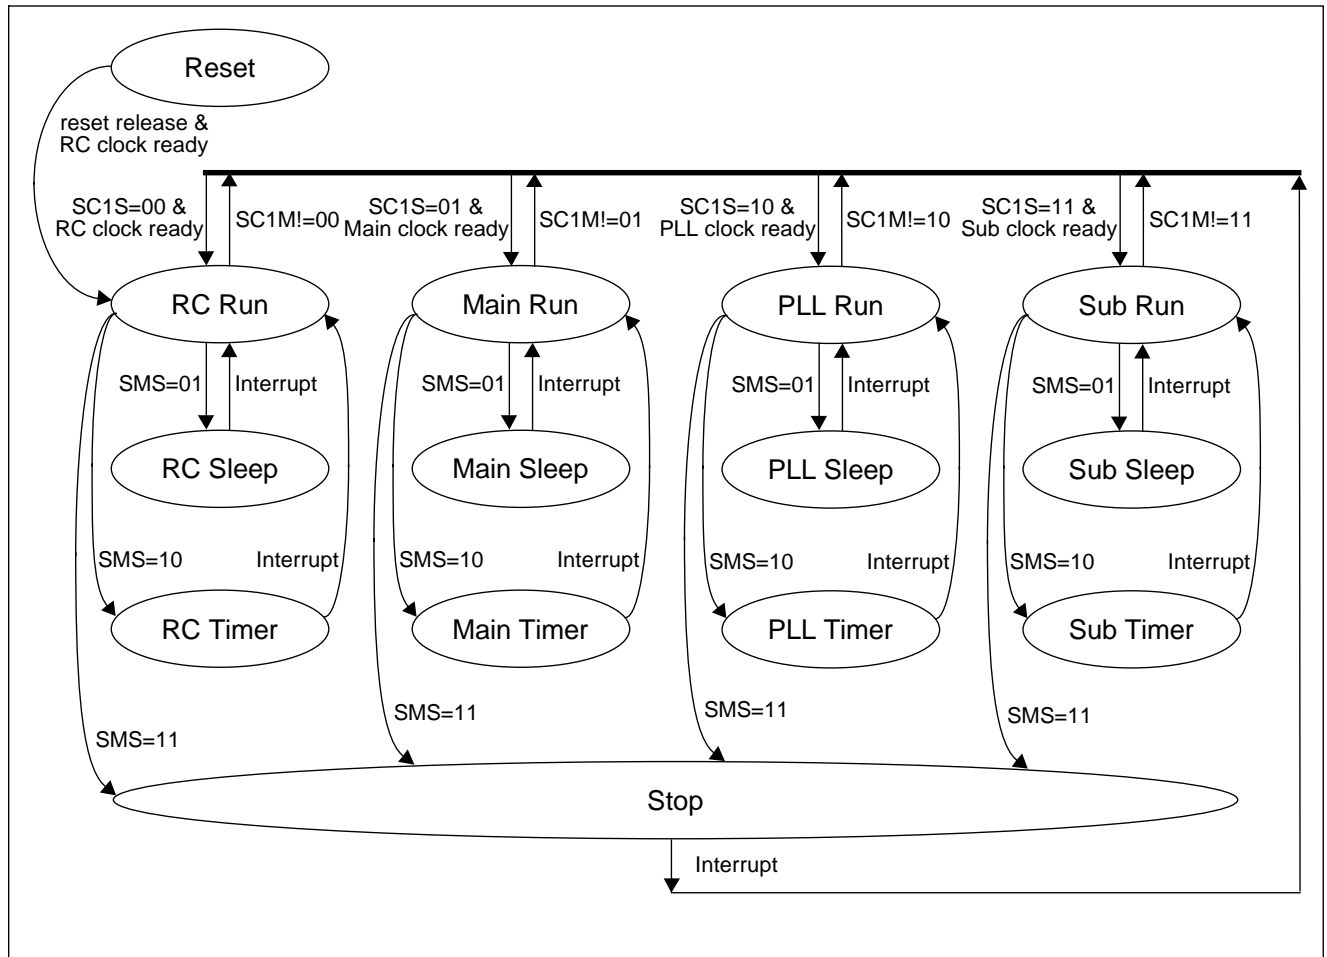 Reset
reset release &
RC clock ready
SC1S=00 &
RC clock ready
SC1M!=00
SC1S=01 &
Main clock ready
SC1M!=01
SC1S=10 &
PLL clock ready
SC1M!=10
SC1S=11 &
Sub clock ready
SC1M!=11
RC Run
Main Run
PLL Run
Sub Run
SMS=01
Interrupt
SMS=01
Interrupt
SMS=01
Interrupt
SMS=01
Interrupt
RC Sleep
Main Sleep
PLL Sleep
Sub Sleep
SMS=10
Interrupt
SMS=10
Interrupt
SMS=10
Interrupt
SMS=10
Interrupt
RC Timer
Main Timer
PLL Timer
Sub Timer
SMS=11
SMS=11
SMS=11
SMS=11
Stop
Interrupt